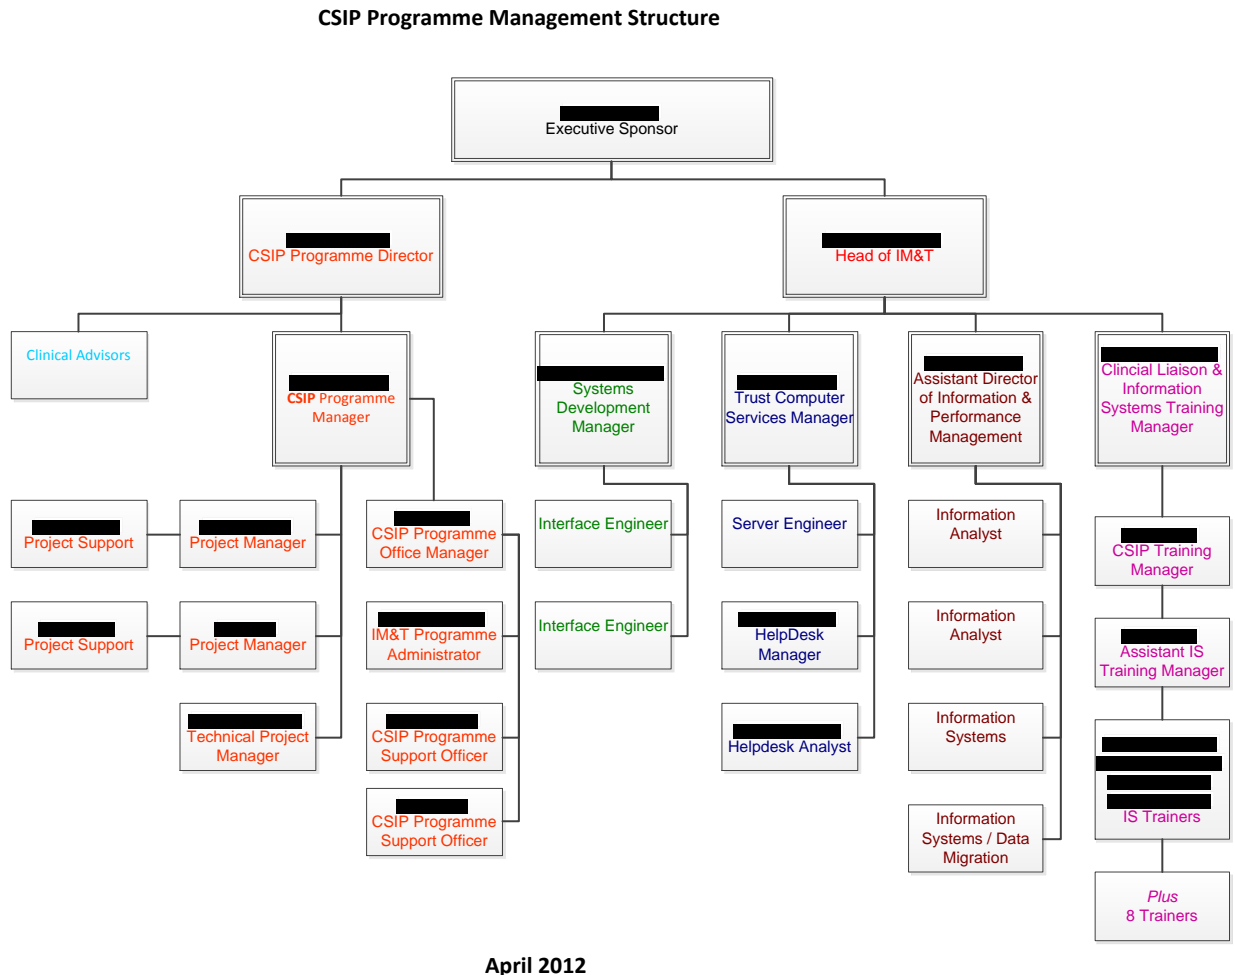 CSIP Programme Management Structure
Executive Sponsor
CSIP Programme Director
Head of IM&T
Clinical Advisors
CSIP Programme
Manager
Systems
Development
Manager
Trust Computer
Services Manager
Assistant Director
of Information &
Performance
Management
Clincial Liaison &
Information
Systems Training
Manager
Project Support
Project Manager
CSIP Programme
Office Manager
Interface Engineer
Server Engineer
Information
Analyst
CSIP Training
Manager
Project Support
Project Manager
IM&T Programme
Administrator
Interface Engineer
HelpDesk
Manager
Information
Analyst
Assistant IS
Training Manager
Technical Project
Manager
CSIP Programme
Support Officer
Helpdesk Analyst
Information
Systems
IS Trainers
CSIP Programme
Support Officer
Information
Systems / Data
Migration
Plus
8 Trainers
April 2012